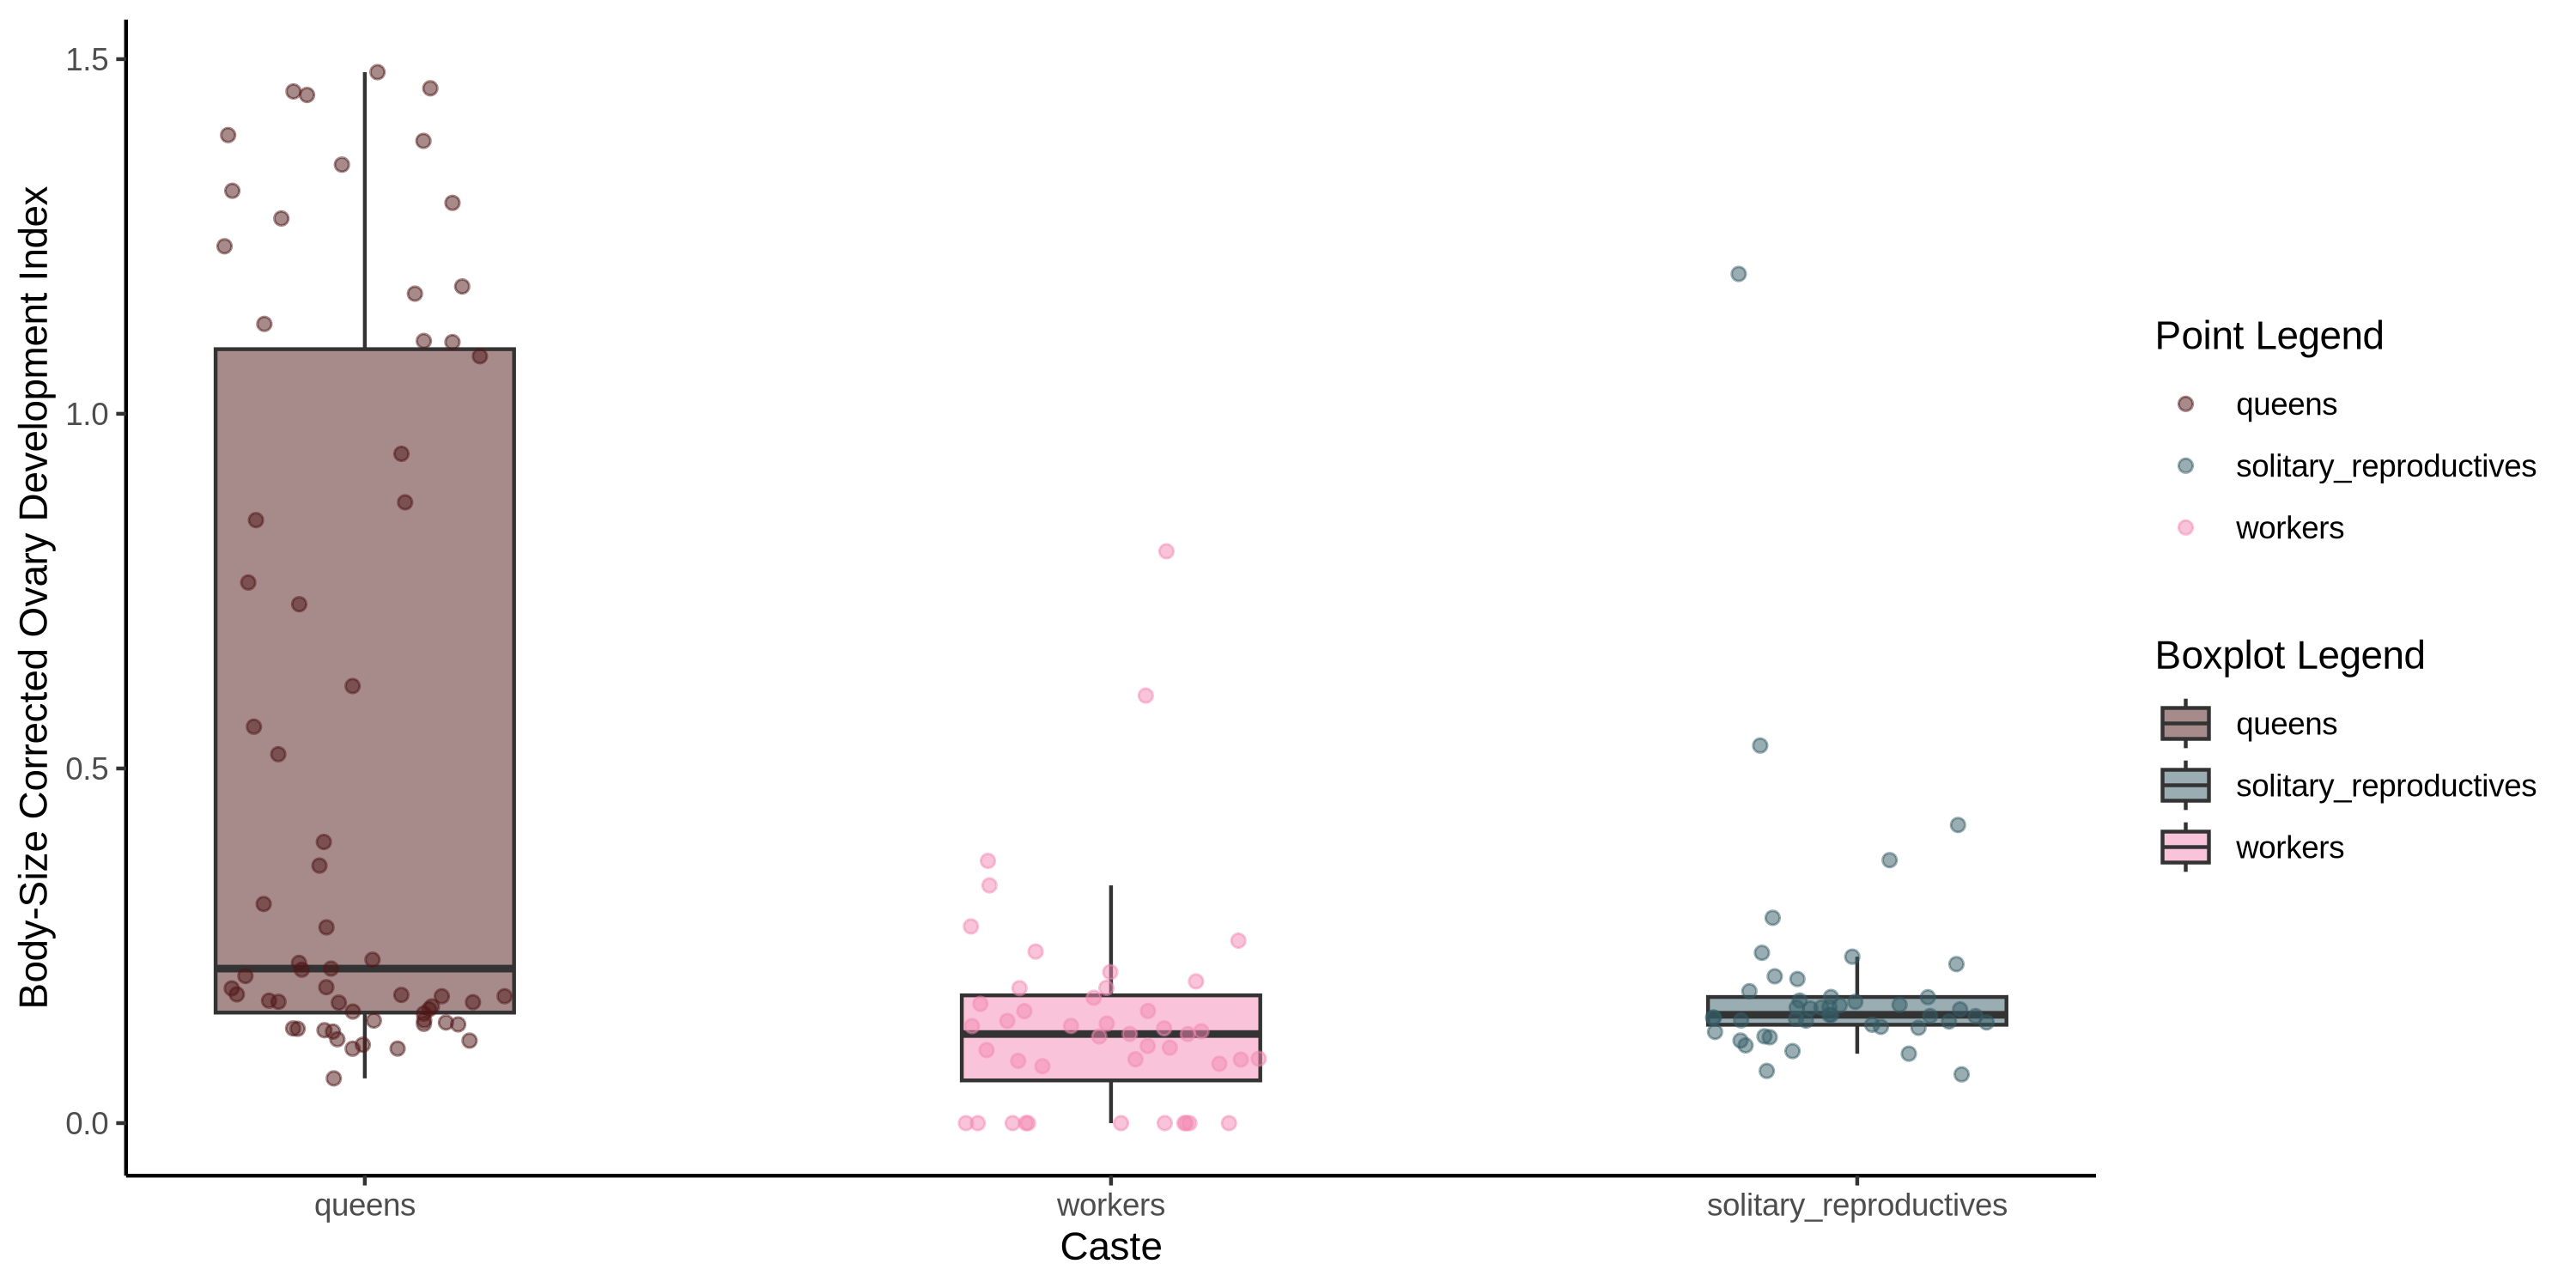 Body-Size Corrected Ovary Development Index
1.5
1.0
0.5
0.0
queens
workers
solitary_reproductives
Caste
Point Legend
queens
solitary_reproductives
workers
Boxplot Legend
queens
solitary_reproductives
workers